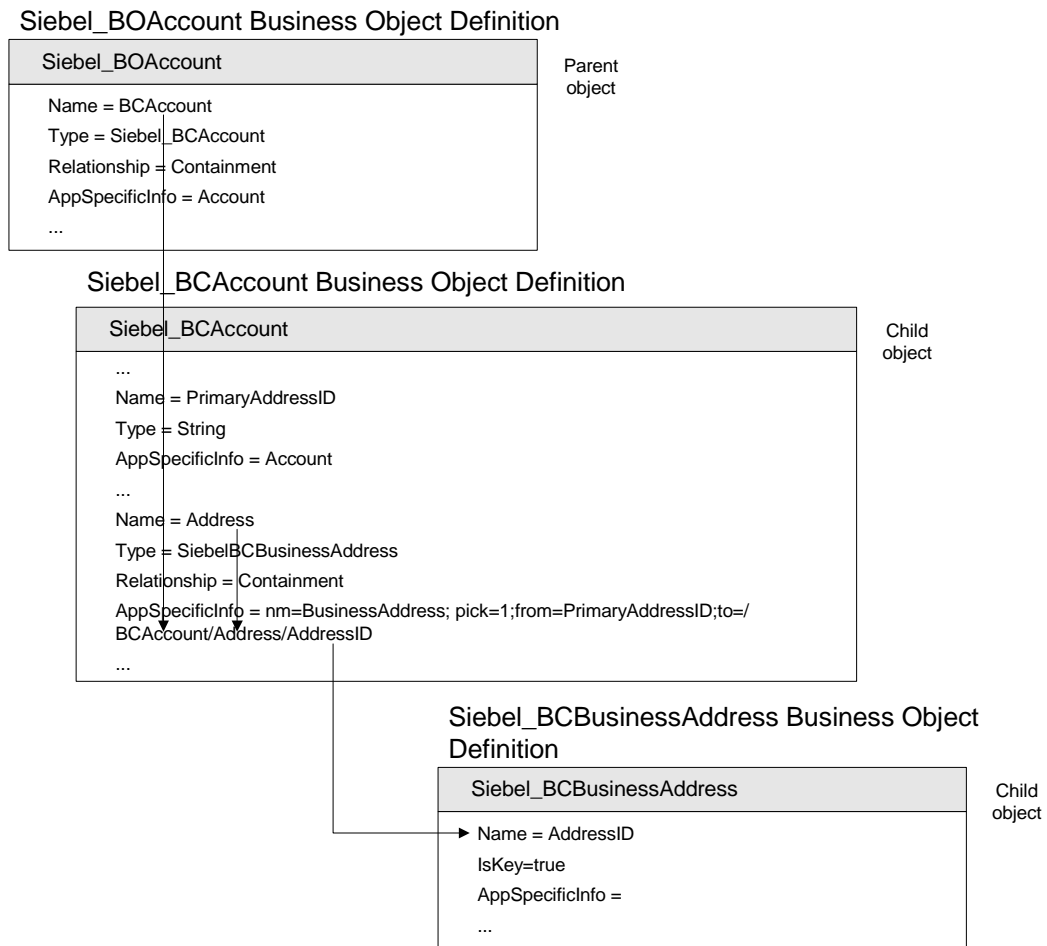 Siebel_BOAccount Business Object Definition
Siebel_BOAccount
Parent
object
Name = BCAccount
Type = Siebel_BCAccount
Relationship = Containment
AppSpecificInfo = Account
...
Siebel_BCAccount Business Object Definition
Siebel_BCAccount
Child
object
...
Name = PrimaryAddressID
Type = String
AppSpecificInfo = Account
...
Name = Address
Type = SiebelBCBusinessAddress
Relationship = Containment
AppSpecificInfo = nm=BusinessAddress; pick=1;from=PrimaryAddressID;to=/
BCAccount/Address/AddressID
...
Siebel_BCBusinessAddress Business Object
Definition
Siebel_BCBusinessAddress
Child
object
Name = AddressID
IsKey=true
AppSpecificInfo =
...